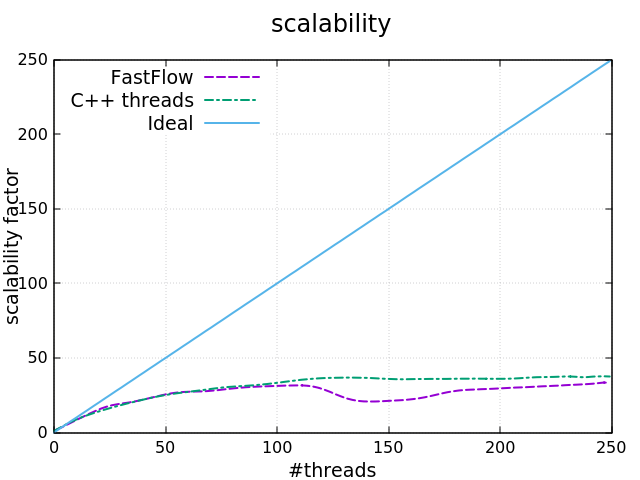 scalability
FastFlow
C++ threads
Ideal
scalability factor
250
200
150
100
50
0
0 50 100 150 200 250
#threads